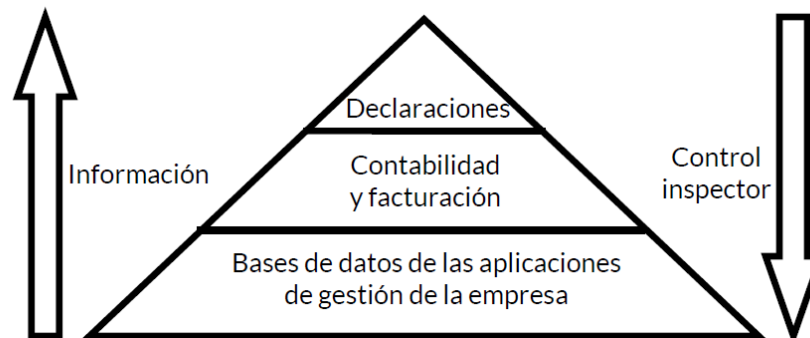 Declaraciones
Información
Contabilidad
y facturación
Control
inspector
Bases de datos de las aplicaciones
de gestión de la empresa